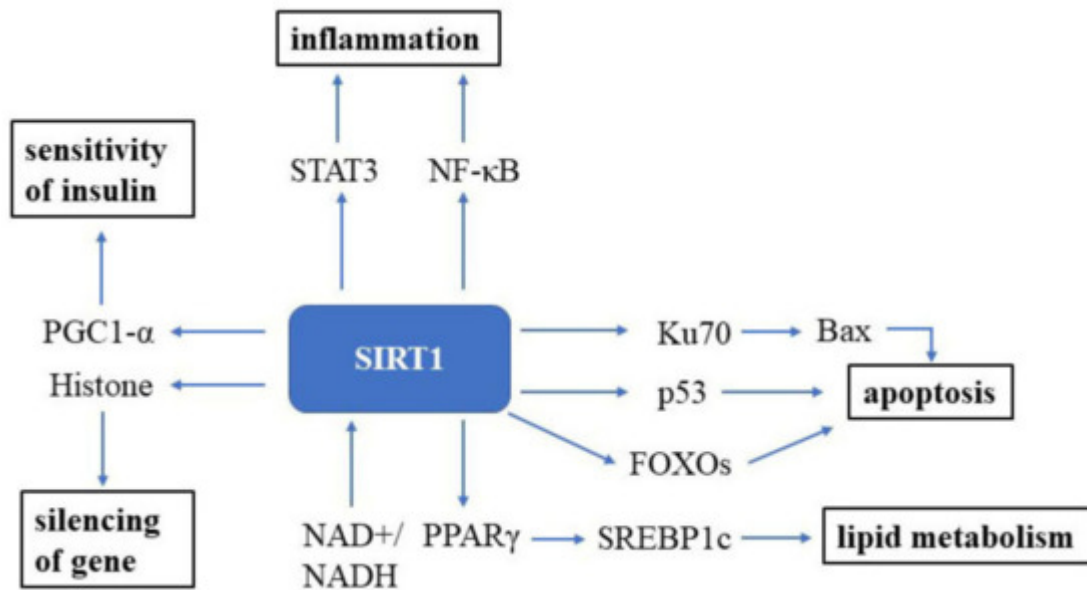 inflammation
sensitivity
of insulin
STAT3
NF-κB
PGC1-α
SIRT1
Ku70
Bax
Histone
p53
apoptosis
FOXOs
silencing
of gene
NAD+/
NADH
PPARγ
SREBP1c
lipid metabolism